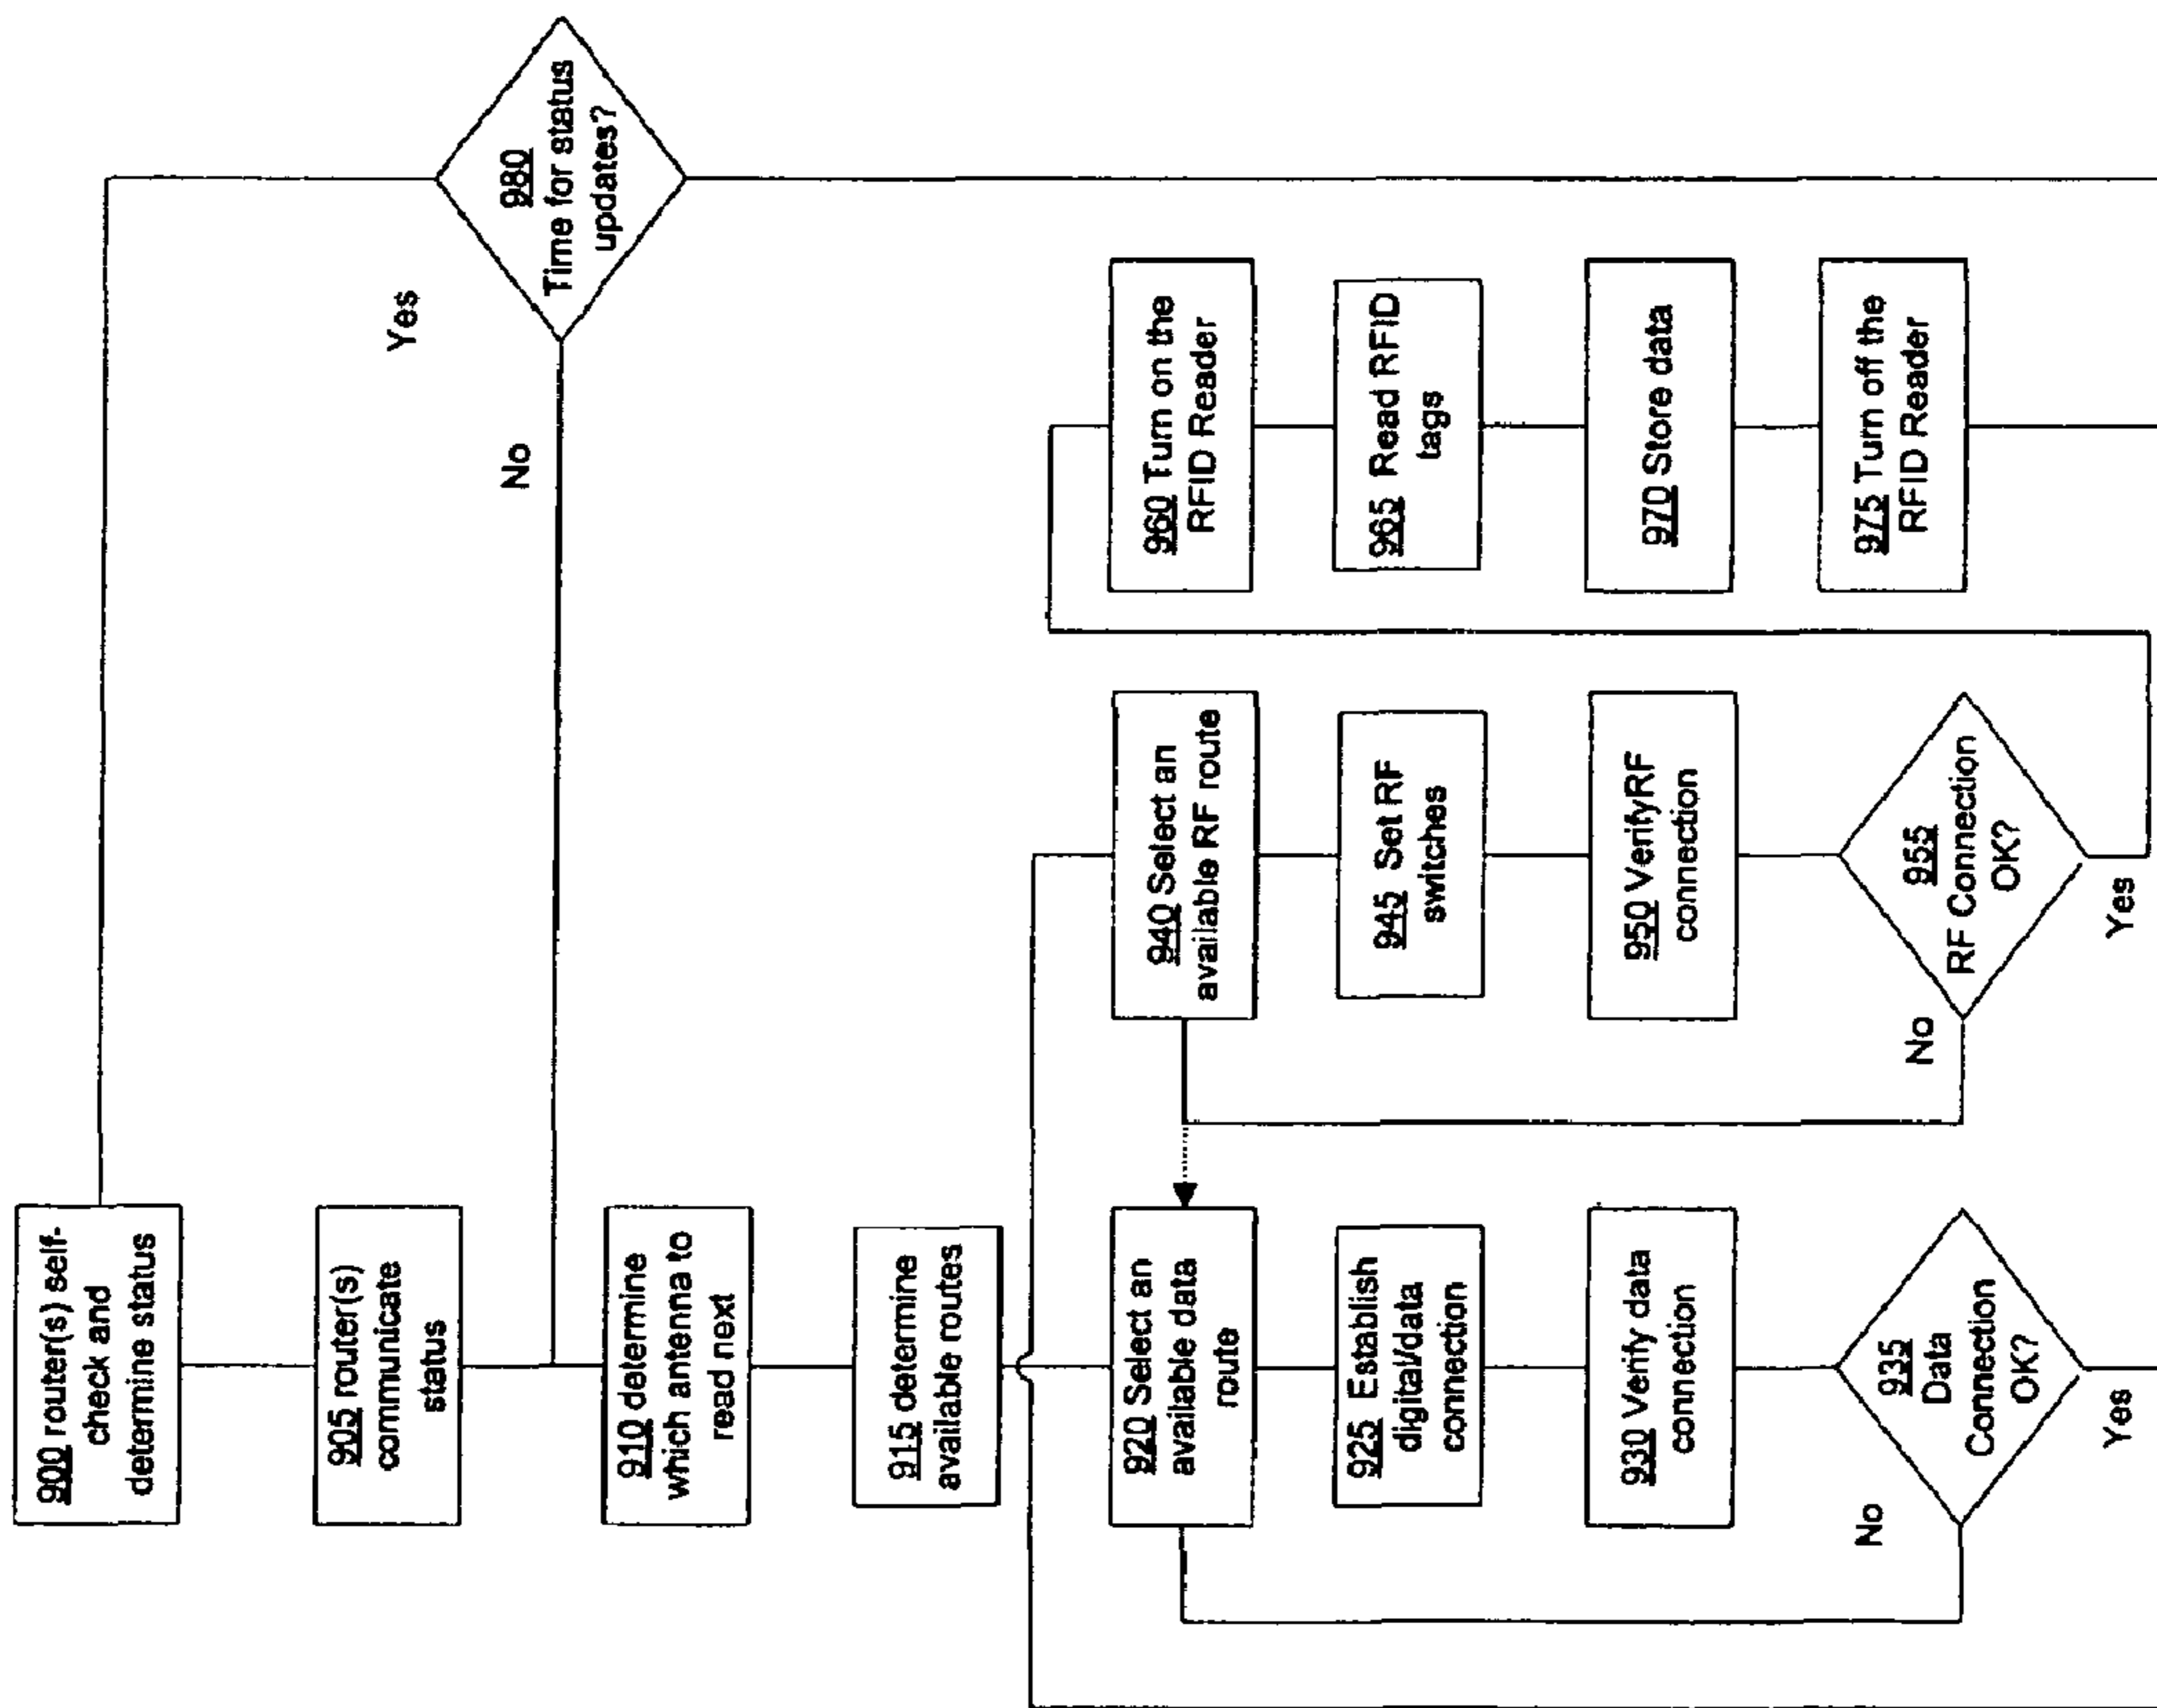 900 router(s) self-
check and
determine status
905 router(s)
communicate
status
910 determine
which antenna to
read next
915 determine
available routes
920 Select an
available data
route
925 Establish
digital/data
connection
930 Verify data
connection
935
Data
Connection
OK?
No
Yes
940 Select an
available RF route
945 Set RF
switches
950 VerifyRF
connection
955
RF Connection
OK?
No
Yes
960 Turn on the
RFID Reader
965 Read RFID
tags
970 Store data
975 Turn off the
RFID Reader
980
Time for status
updates?
Yes
No